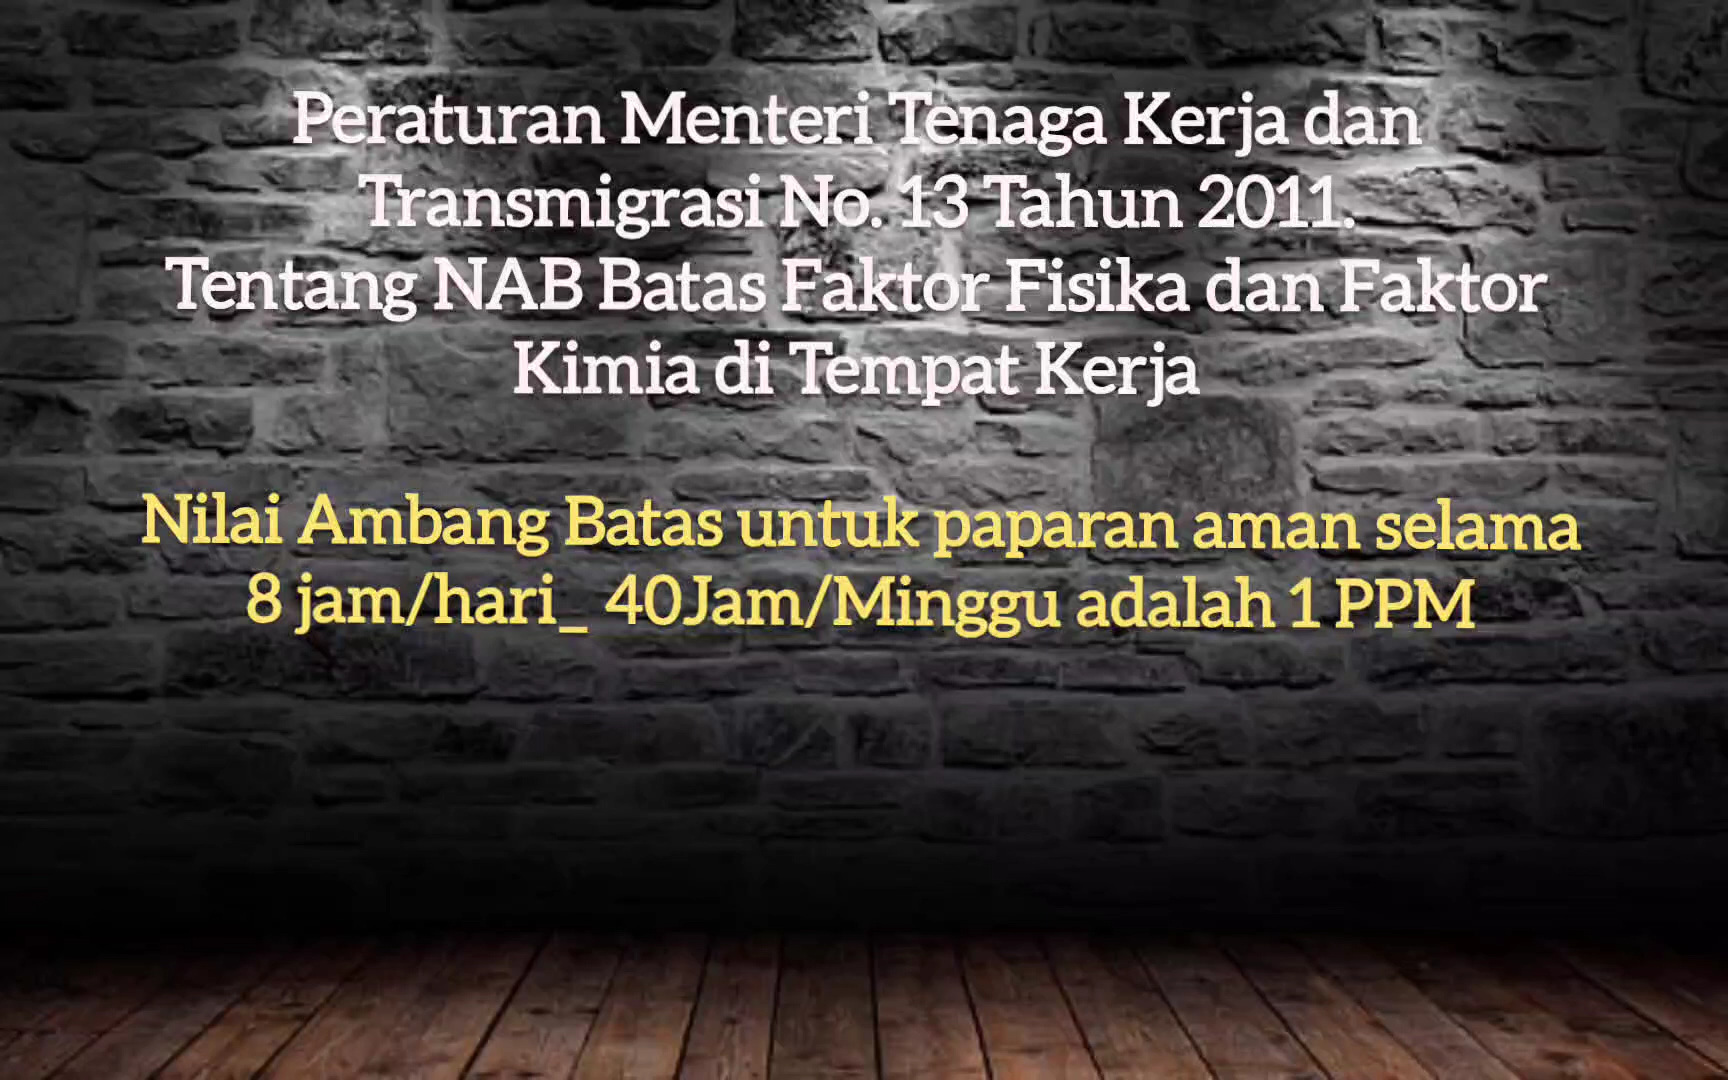 Peraturan Menteri Tenaga Kerja dan
Transmigrasi No. 13 Tahun 2011.
Tentang NAB Batas Faktor Fisika dan Faktor
Kimia di Tempat Kerja
Nilai Ambang Batas untuk paparan aman selama
8 jam/hari_ 40Jam/Minggu adalah 1 PPM